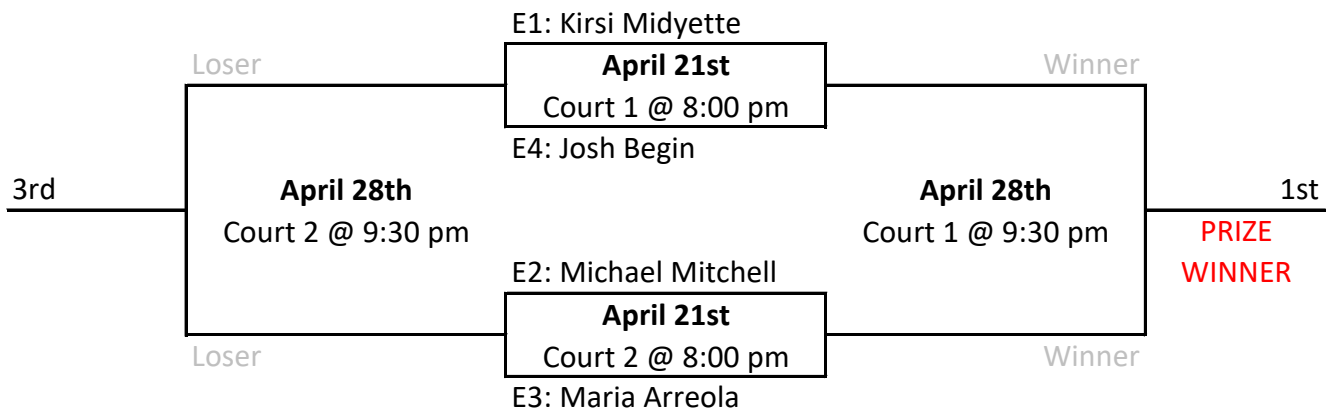 E1: Kirsi Midyette
Loser
April 21st
Winner
Court 1 @ 8:00 pm
E4: Josh Begin
3rd
April 28th
April 28th
1st
Court 2 @ 9:30 pm
Court 1 @ 9:30 pm
PRIZE
WINNER
E2: Michael Mitchell
April 21st
Loser
Court 2 @ 8:00 pm
Winner
E3: Maria Arreola